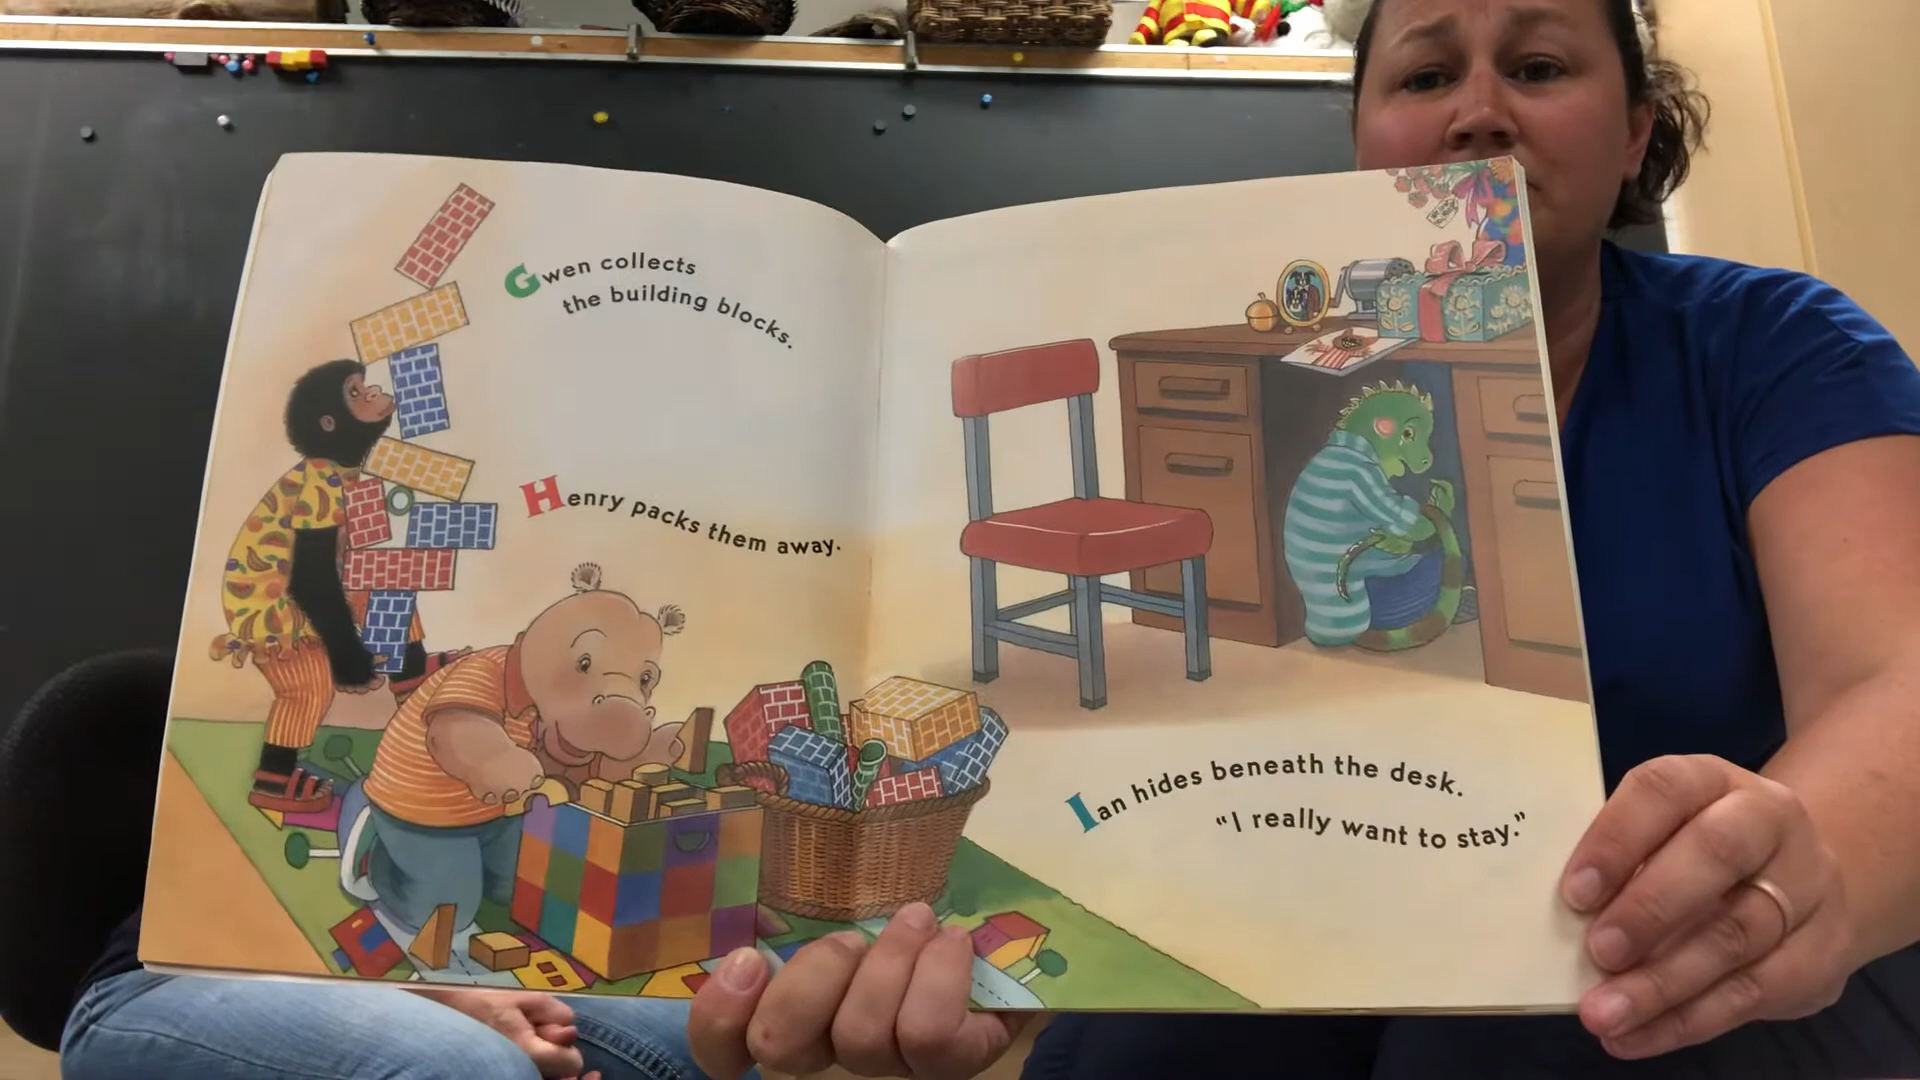 Gwen collects
the building blocks.
Henry packs them away.
Ian hides beneath the desk.
"I really want to stay."